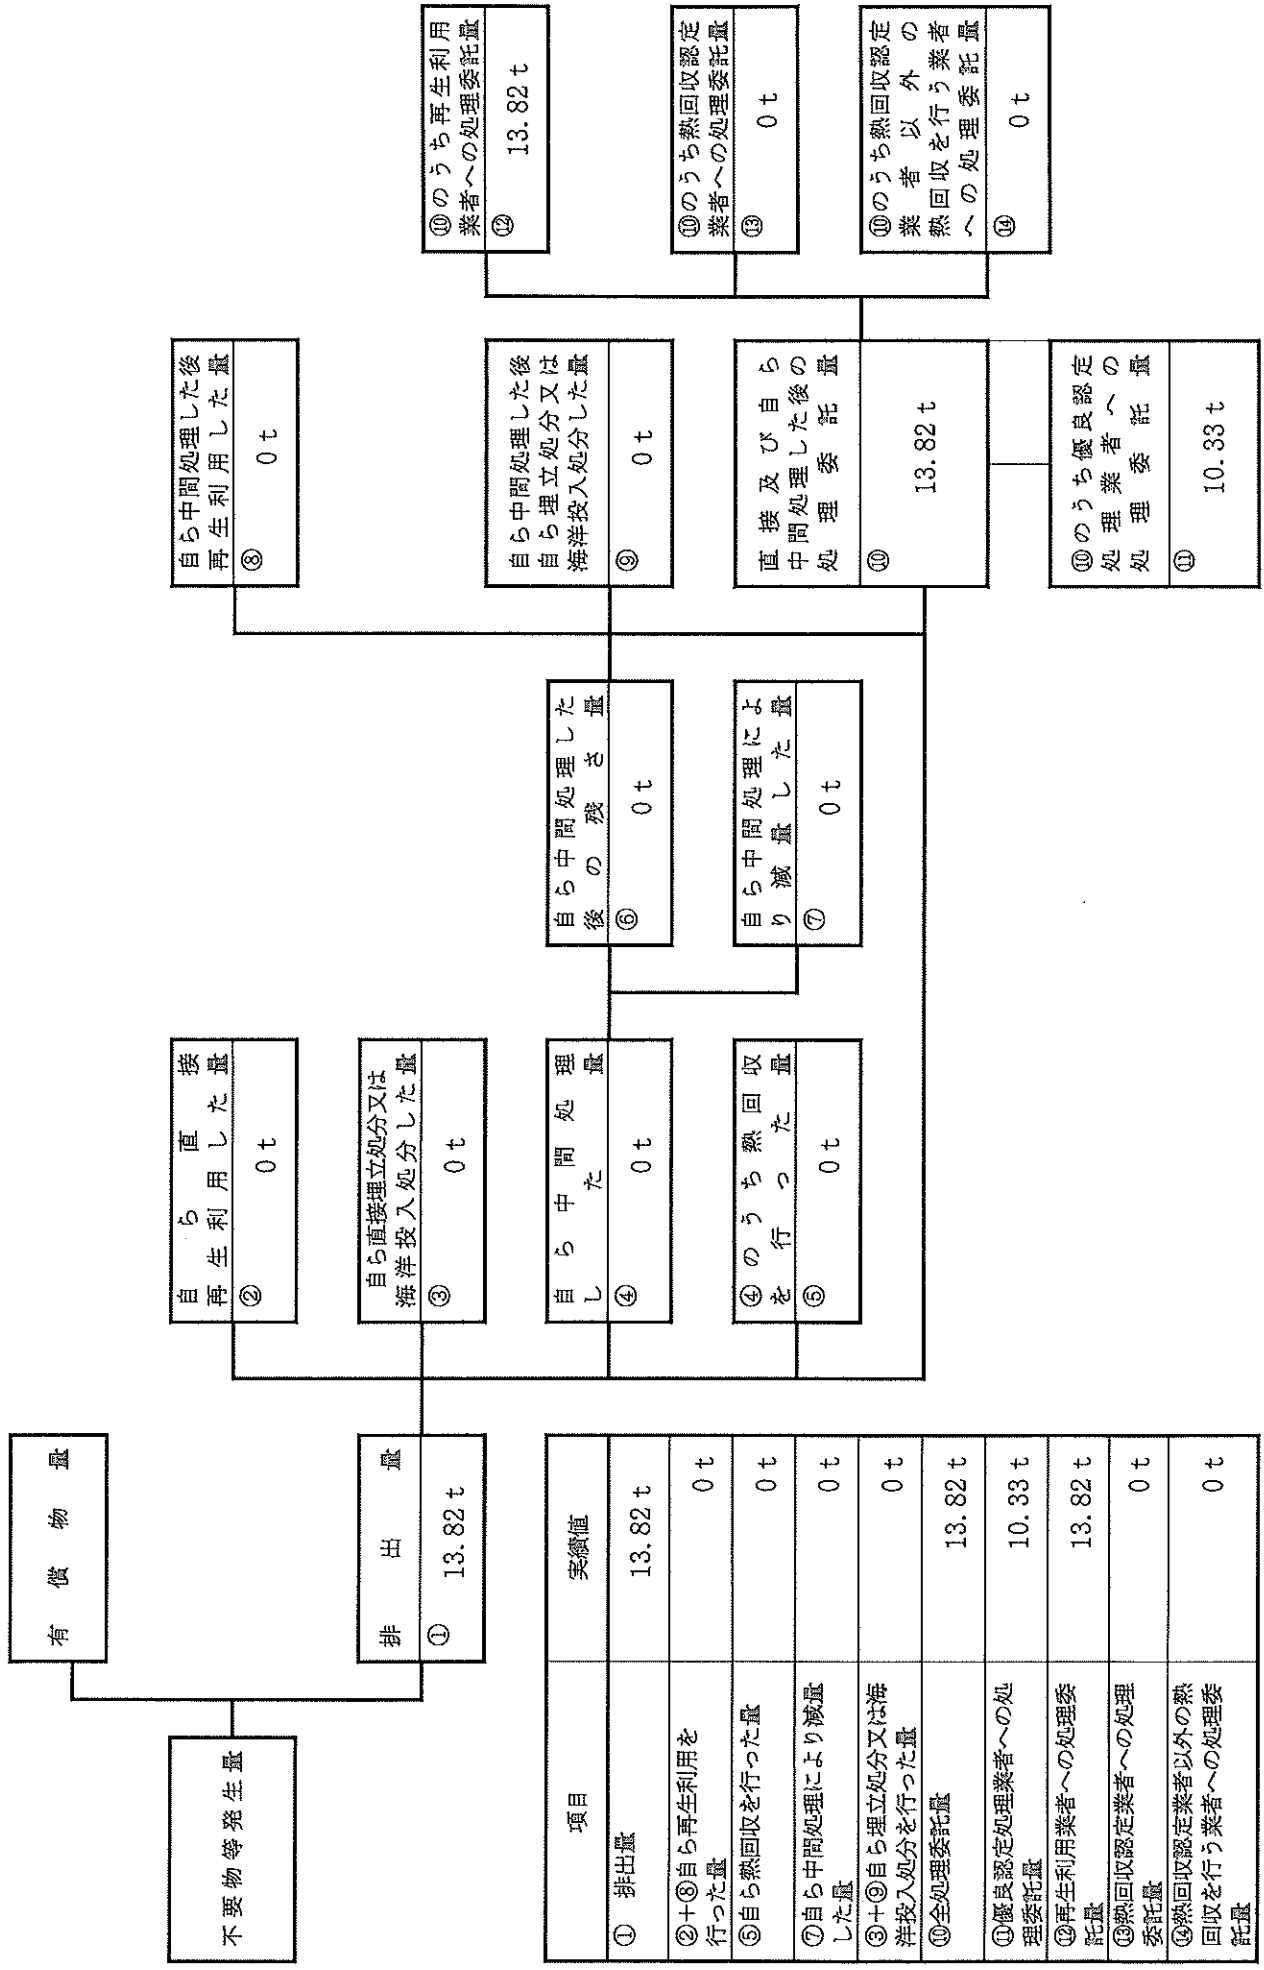 不要物等発生量
有償物量
排出量
① 13.82 t
自ら直接
再生利用した量
② 0 t
自ら直接埋立処分又は
海洋投入処分した量
③ 0 t
自ら中間処理
した量
④ 0 t
④のうち熱回収
を行った量
⑤ 0 t
自ら中間処理した
後の残さ量
⑥ 0 t
自ら中間処理によ
り減量した量
⑦ 0 t
自ら中間処理した後
再生利用した量
⑧ 0 t
自ら中間処理した後
自ら埋立処分又は
海洋投入処分した量
⑨ 0 t
直接及び自ら
中間処理した後の
処理委託量
⑩ 13.82 t
⑩のうち優良認定
処理業者への
処理委託量
⑪ 10.33 t
⑩のうち再生利用
業者への処理委託量
⑫ 13.82 t
⑩のうち熱回収認定
業者への処理委託量
⑬ 0 t
⑩のうち熱回収認定
業者以外の
熱回収を行う業者
への処理委託量
⑭ 0 t
項目 実績値
① 排出量 13.82 t
②+⑧自ら再生利用を
行った量 0 t
⑤自ら熱回収を行った量 0 t
⑦自ら中間処理により減量
した量 0 t
③+⑨自ら埋立処分又は海
洋投入処分を行った量 0 t
⑩全処理委託量 13.82 t
⑪優良認定処理業者への処
理委託量 10.33 t
⑫再生利用業者への処理委
託量 13.82 t
⑬熱回収認定業者への処理
委託量 0 t
⑭熱回収認定業者以外の熱
回収を行う業者への処理委
託量 0 t